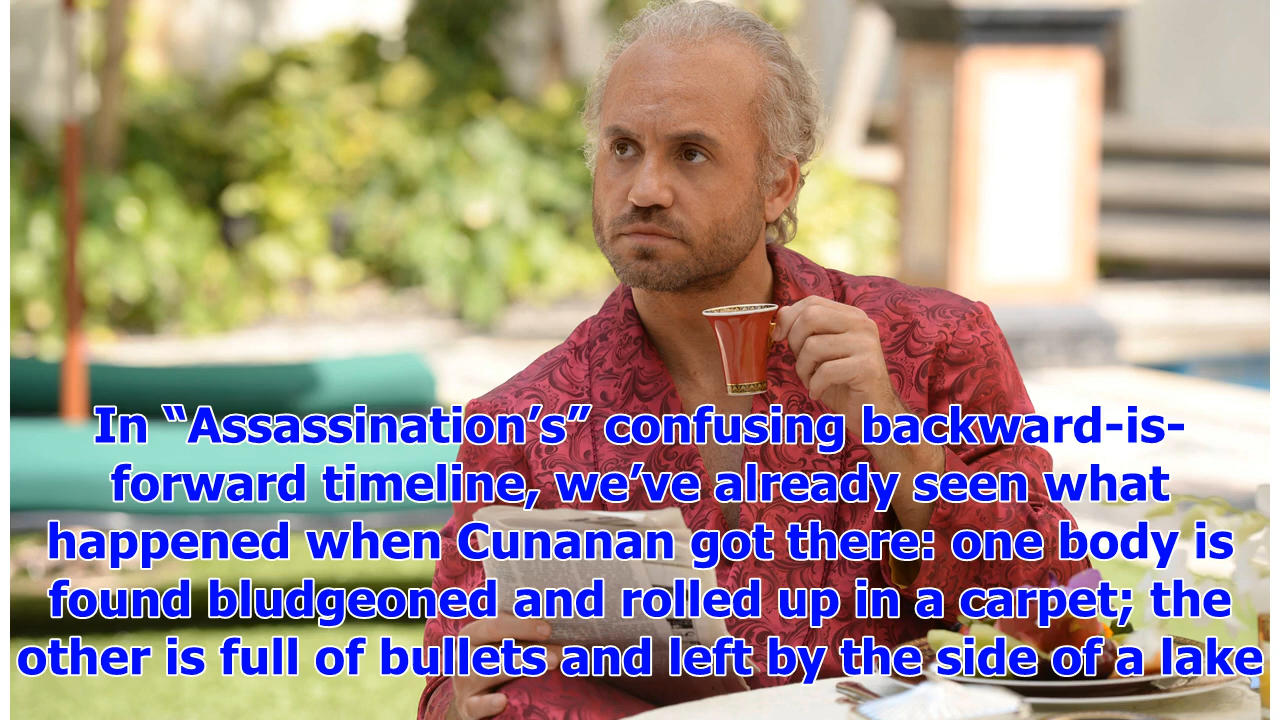 In “Assassination’s” confusing backward-is-
forward timeline, we’ve already seen what
happened when Cunanan got there: one body is
found bludgeoned and rolled up in a carpet; the
other is full of bullets and left by the side of a lake